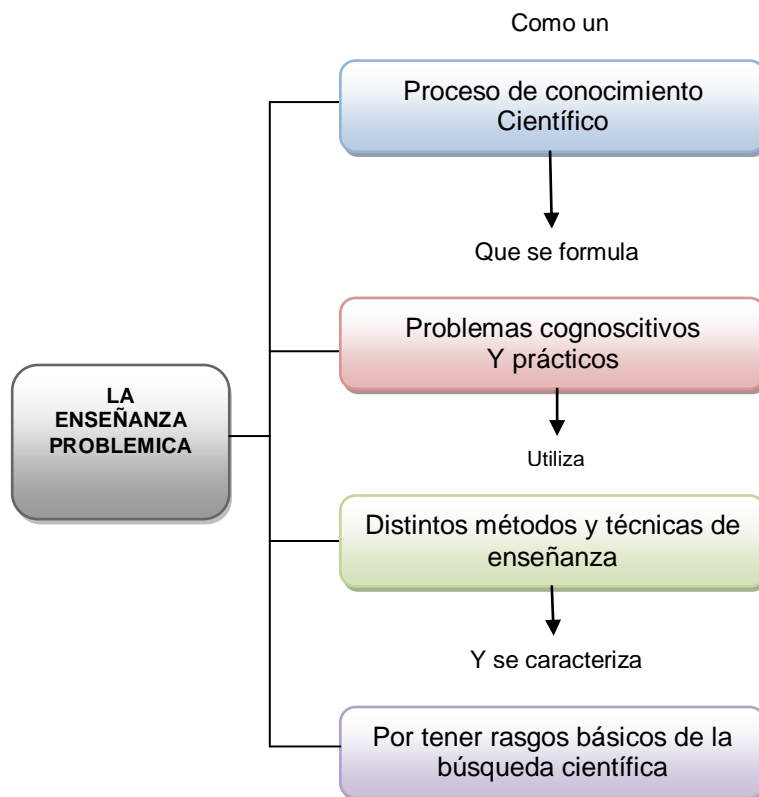 Como un
Proceso de conocimiento
Científico
Que se formula
Problemas cognoscitivos
Y prácticos
LA
ENSEÑANZA
PROBLEMICA
Utiliza
Distintos métodos y técnicas de
enseñanza
Y se caracteriza
Por tener rasgos básicos de la
búsqueda científica